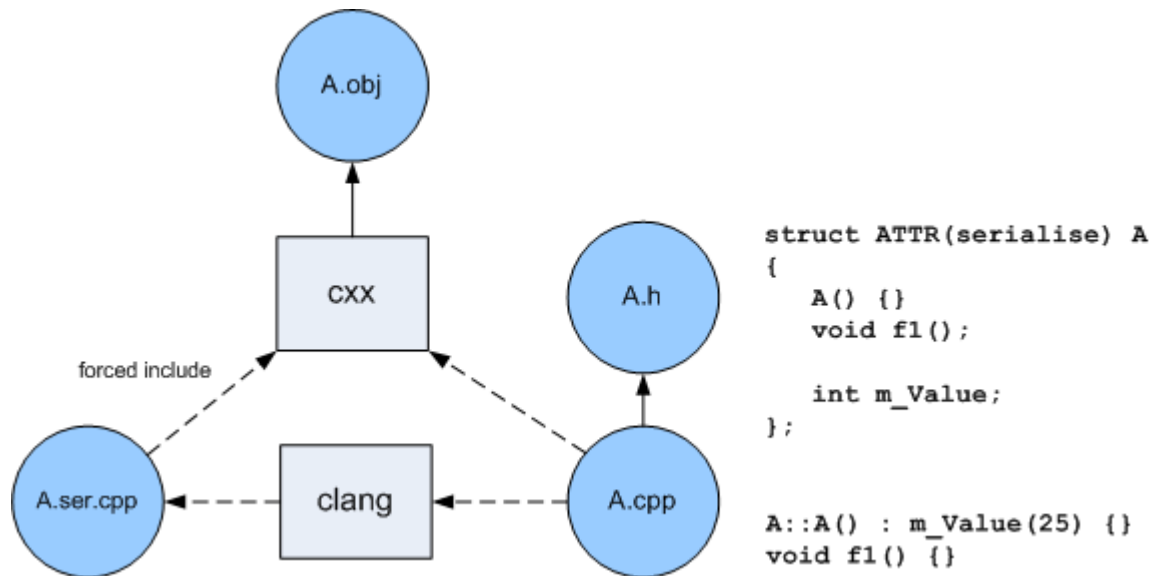 A.obj
cxx
A.h
struct ATTR(serialise) A
{
   A() {}
   void f1();
   int m_Value;
};
forced include
A.ser.cpp
clang
A.cpp
A::A() : m_Value(25) {}
void f1() {}